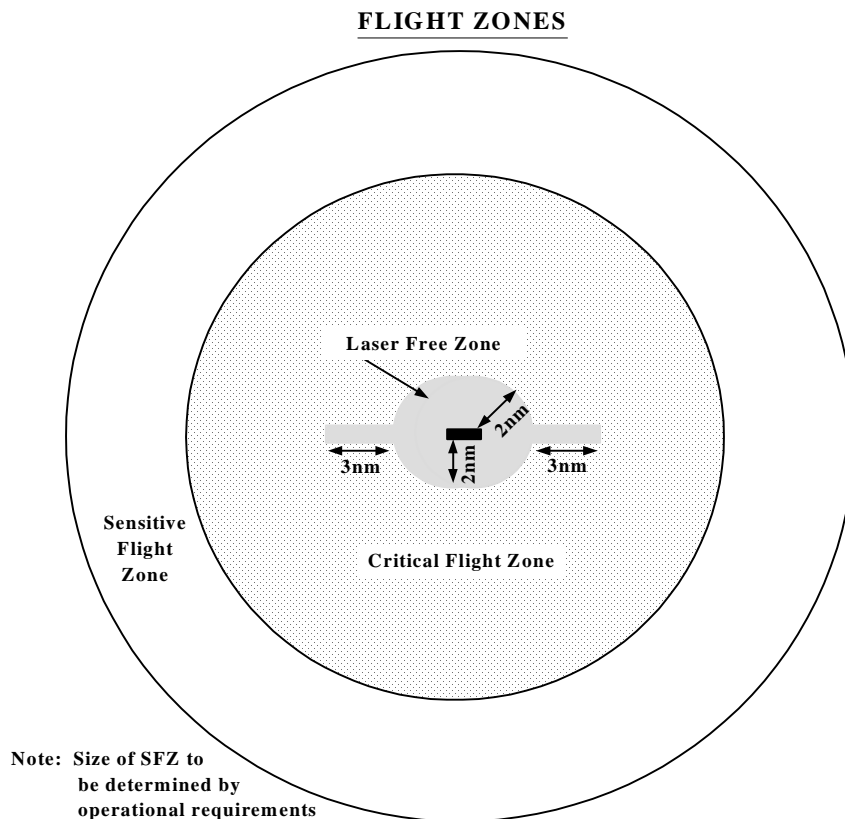 FLIGHT ZONES
Laser Free Zone
2nm
3nm
2nm
3nm
Sensitive
Flight
Zone
Critical Flight Zone
Note: Size of SFZ to
be determined by
operational requirements